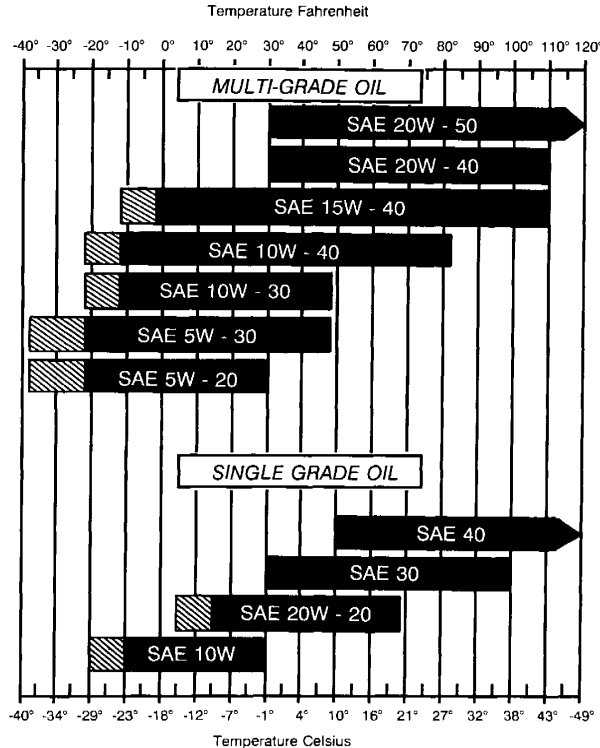 Temperature Fahrenheit
-40° -30° -20° -10° 0° 10° 20° 30° 40° 50° 60° 70° 80° 90° 100° 110° 120°
MULTI-GRADE OIL
SAE 20W - 50
SAE 20W - 40
SAE 15W - 40
SAE 10W - 40
SAE 10W - 30
SAE 5W - 30
SAE 5W - 20
SINGLE GRADE OIL
SAE 40
SAE 30
SAE 20W - 20
SAE 10W
-40° -34° -29° -23° -18° -12° -7° -1° 4° 10° 16° 21° 27° 32° 38° 43° -49°
Temperature Celsius